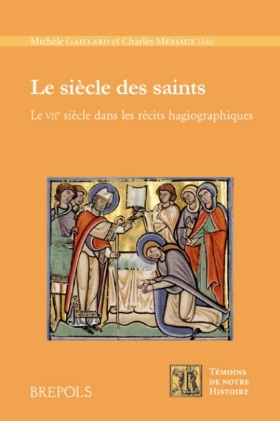 Michèle GAILLARD et Charles MÉRIAUX (éds)
Le siècle des saints
Le VIIᵉ siècle dans les récits hagiographiques
BREPOLS
TÉMOINS
DE NOTRE
HISTOIRE